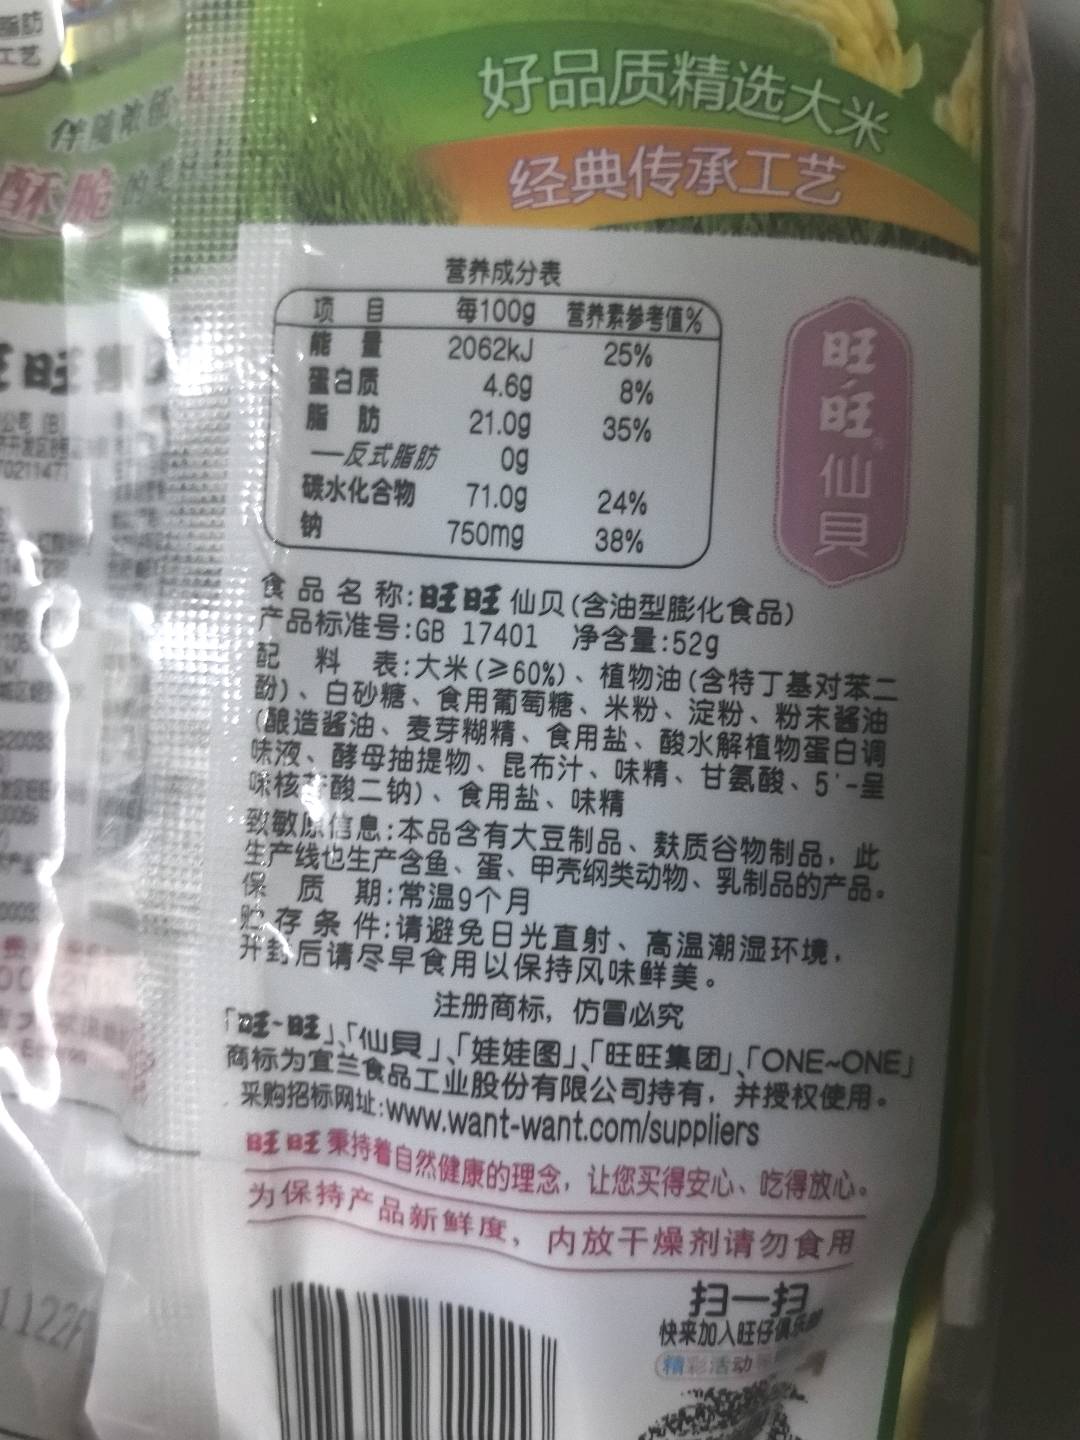 脂肪
工艺
好品质精选大米
经典传承工艺
酥脆的
营养成分表
项 目 每100g 营养素参考值%
能 量 2062kJ 25%
蛋白质 4.6g 8%
脂 肪 21.0g 35%
—反式脂肪 0g
碳水化合物 71.0g 24%
钠 750mg 38%
旺旺仙貝
食品名称:旺旺仙贝(含油型膨化食品)
产品标准号:GB 17401 净含量:52g
配 料 表:大米(≥60%)、植物油(含特丁基对苯二
酚)、白砂糖、食用葡萄糖、米粉、淀粉、粉末酱油
(酿造酱油、麦芽糊精、食用盐、酸水解植物蛋白调
味液、酵母抽提物、昆布汁、味精、甘氨酸、5'-呈
味核苷酸二钠)、食用盐、味精
致敏原信息:本品含有大豆制品、麸质谷物制品，此
生产线也生产含鱼、蛋、甲壳纲类动物、乳制品的产品。
保 质 期:常温9个月
贮存条件:请避免日光直射、高温潮湿环境，
开封后请尽早食用以保持风味鲜美。
注册商标，仿冒必究
「旺~旺」、「仙貝」、「娃娃图」、「旺旺集团」、「ONE~ONE」
商标为宜兰食品工业股份有限公司持有，并授权使用。
采购招标网址:www.want-want.com/suppliers
旺旺秉持着自然健康的理念，让您买得安心、吃得放心。
为保持产品新鲜度，内放干燥剂请勿食用
扫一扫
快来加入旺仔俱乐部
精彩活动